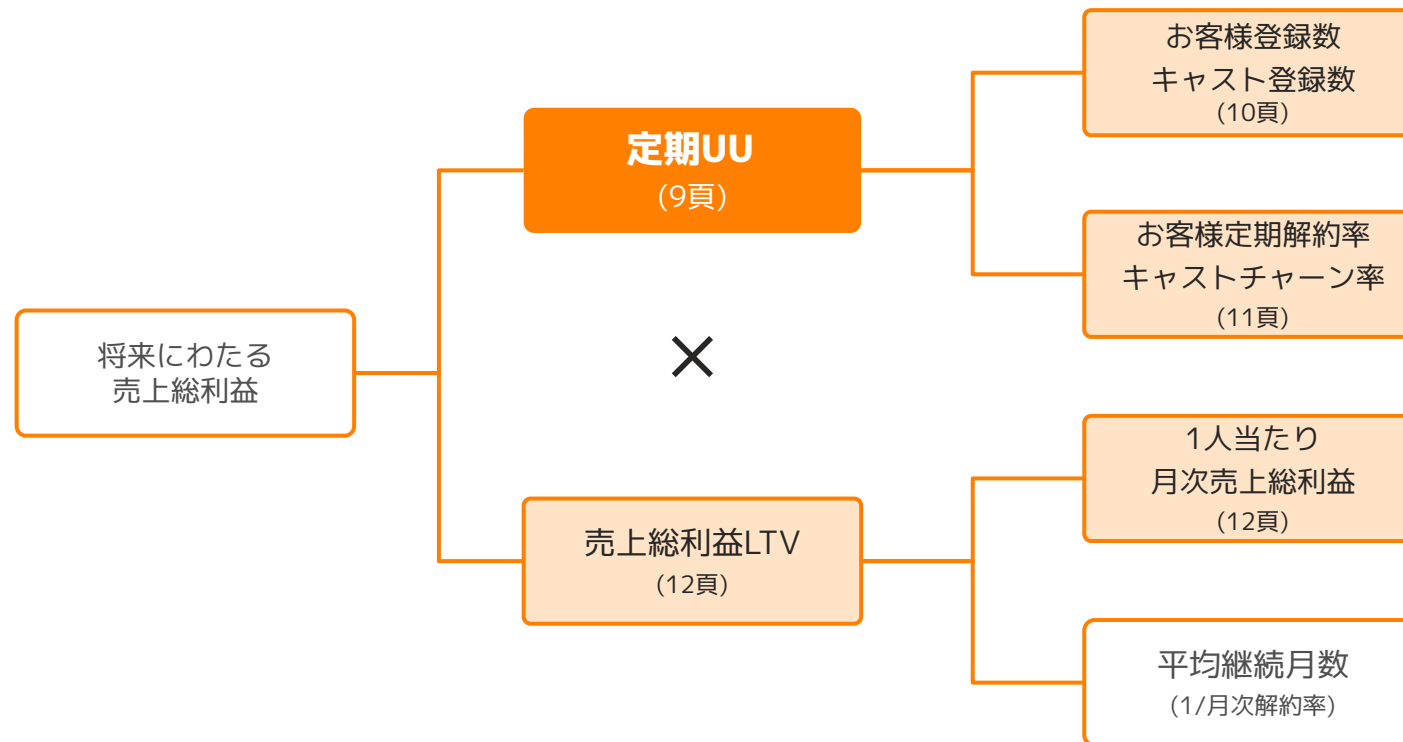 将来にわたる
売上総利益
定期UU
(9頁)
×
売上総利益LTV
(12頁)
お客様登録数
キャスト登録数
(10頁)
お客様定期解約率
キャストチャーン率
(11頁)
1人当たり
月次売上総利益
(12頁)
平均継続月数
(1/月次解約率)